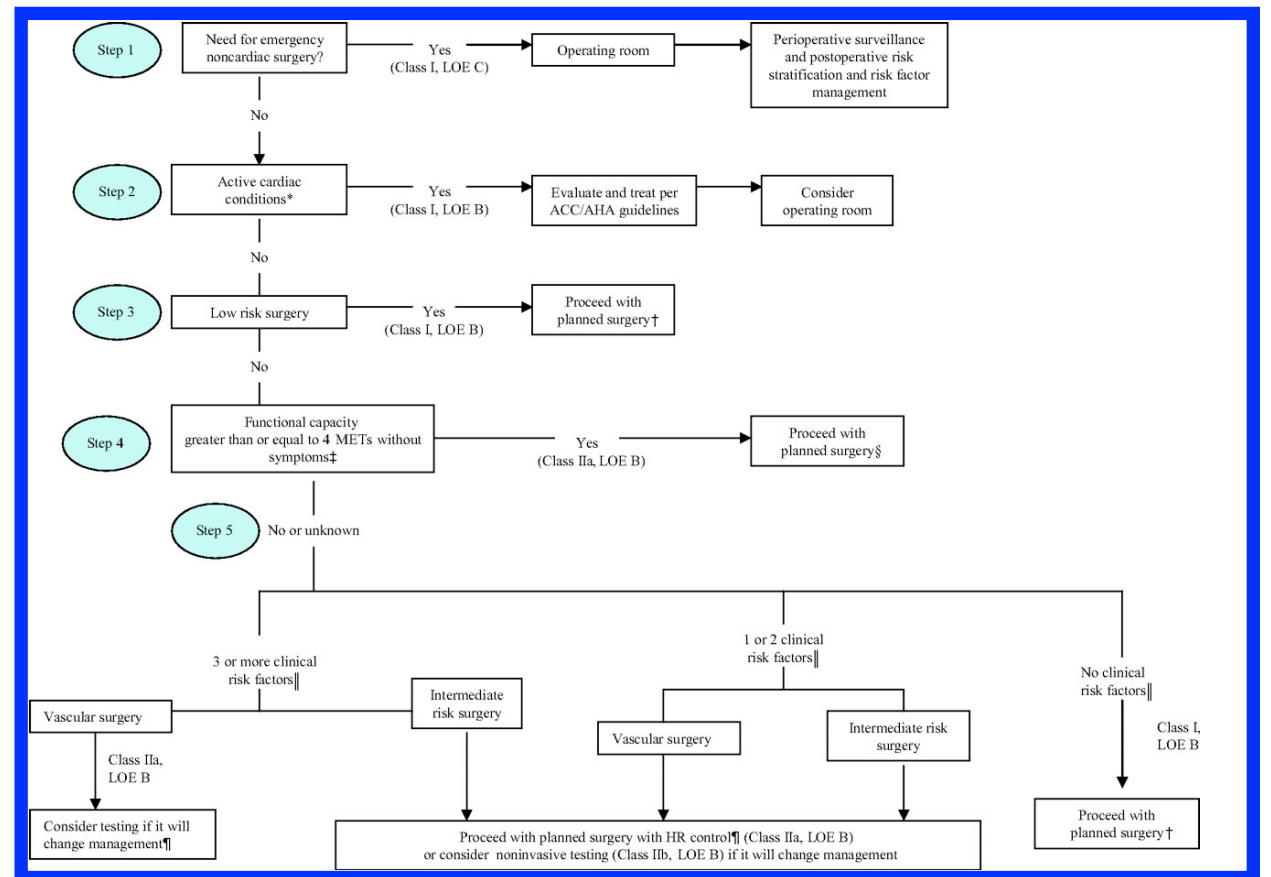 Step 1
Need for emergency
noncardiac surgery?
Yes
(Class I, LOE C)
Operating room
Perioperative surveillance
and postoperative risk
stratification and risk factor
management
No
Step 2
Active cardiac
conditions*
Yes
(Class I, LOE B)
Evaluate and treat per
ACC/AHA guidelines
Consider
operating room
No
Step 3
Low risk surgery
Yes
(Class I, LOE B)
Proceed with
planned surgery†
No
Step 4
Functional capacity
greater than or equal to 4 METs without
symptoms‡
Yes
(Class IIa, LOE B)
Proceed with
planned surgery§
Step 5
No or unknown
3 or more clinical
risk factors‖
1 or 2 clinical
risk factors‖
No clinical
risk factors‖
Vascular surgery
Intermediate
risk surgery
Vascular surgery
Intermediate risk
surgery
Class I,
LOE B
Class IIa,
LOE B
Consider testing if it will
change management¶
Proceed with planned surgery with HR control¶ (Class IIa, LOE B)
or consider noninvasive testing (Class IIb, LOE B) if it will change management
Proceed with
planned surgery†